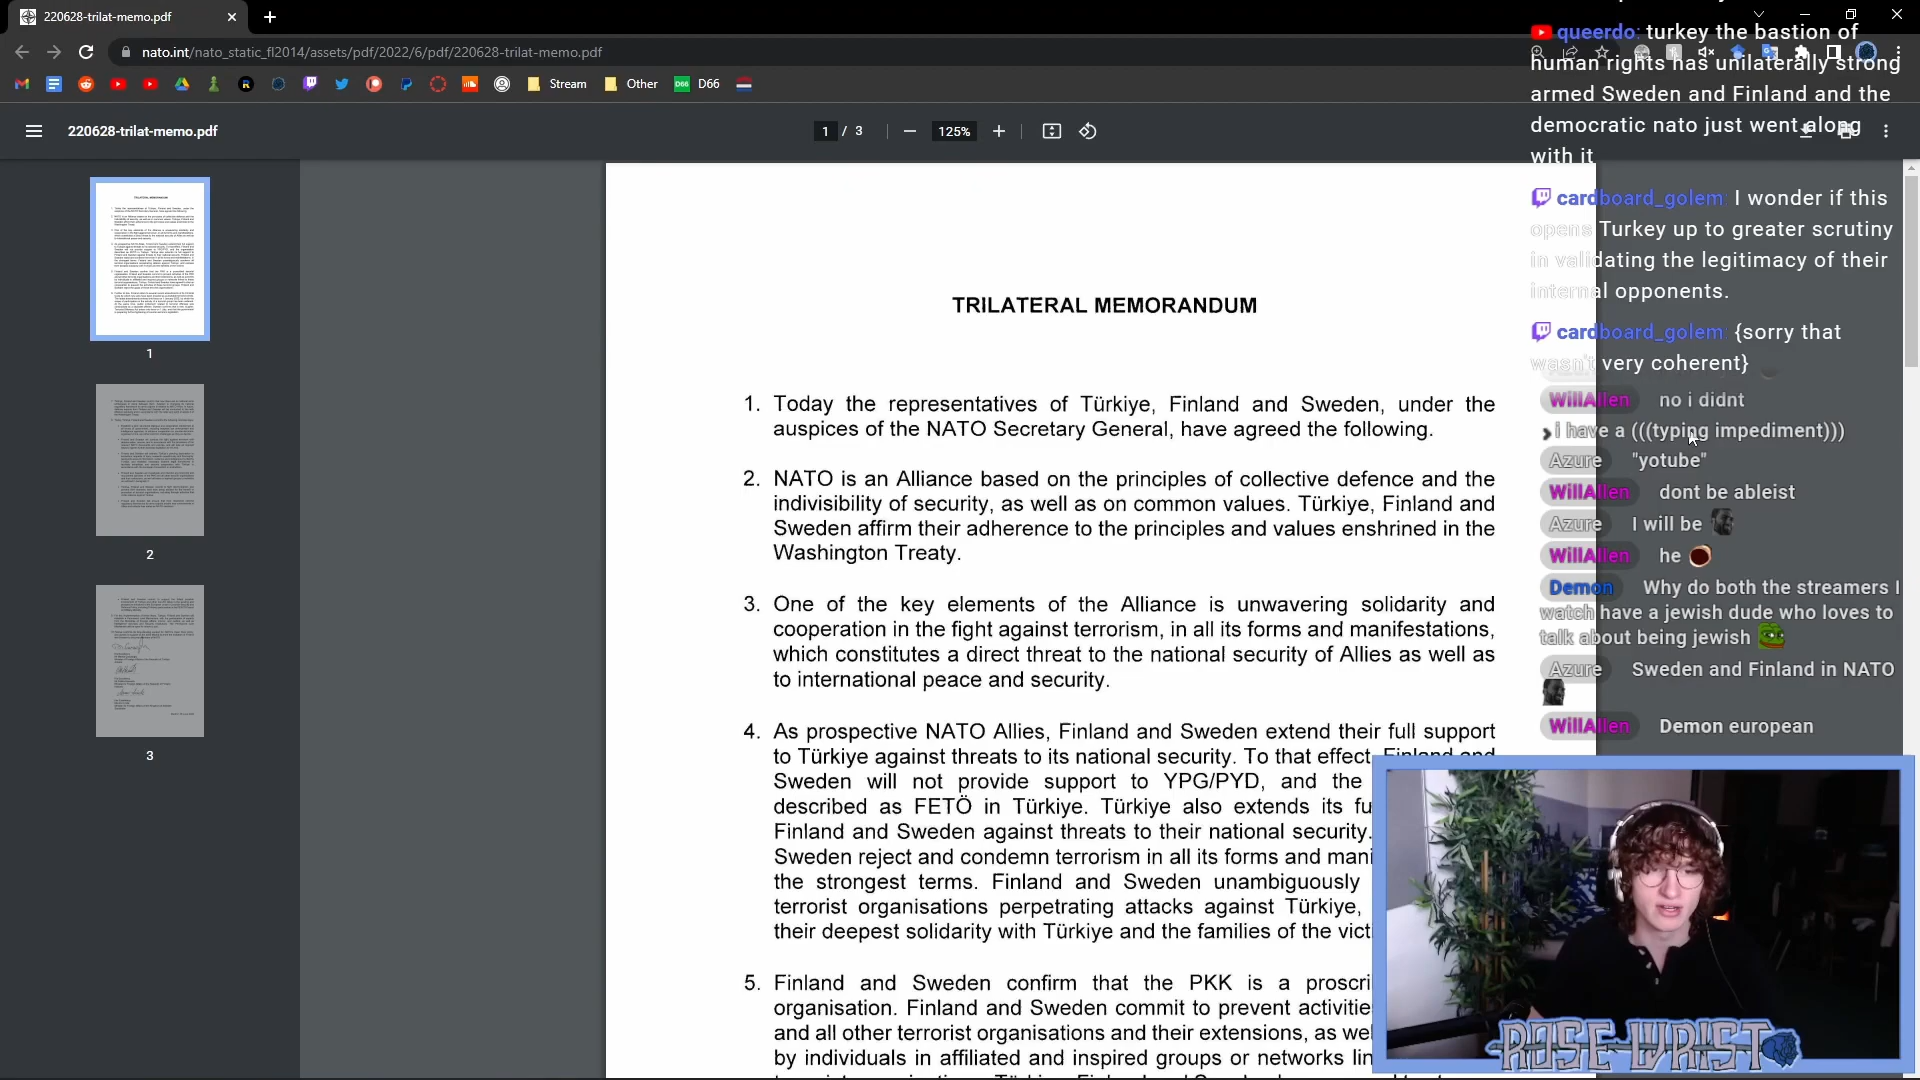 220628-trilat-memo.pdf
nato.int/nato_static_fl2014/assets/pdf/2022/6/pdf/220628-trilat-memo.pdf
Stream
Other
D66
D66
220628-trilat-memo.pdf
1 / 3
125%
1
2
3
TRILATERAL MEMORANDUM
1. Today the representatives of Türkiye, Finland and Sweden, under the
auspices of the NATO Secretary General, have agreed the following.
2. NATO is an Alliance based on the principles of collective defence and the
indivisibility of security, as well as on common values. Türkiye, Finland and
Sweden affirm their adherence to the principles and values enshrined in the
Washington Treaty.
3. One of the key elements of the Alliance is unwavering solidarity and
cooperation in the fight against terrorism, in all its forms and manifestations,
which constitutes a direct threat to the national security of Allies as well as
to international peace and security.
4. As prospective NATO Allies, Finland and Sweden extend their full support
to Türkiye against threats to its national security. To that effect, Finland and
Sweden will not provide support to YPG/PYD, and the
described as FETÖ in Türkiye. Türkiye also extends its fu
Finland and Sweden against threats to their national security.
Sweden reject and condemn terrorism in all its forms and mani
the strongest terms. Finland and Sweden unambiguously
terrorist organisations perpetrating attacks against Türkiye,
their deepest solidarity with Türkiye and the families of the vict
5. Finland and Sweden confirm that the PKK is a proscri
organisation. Finland and Sweden commit to prevent activitie
and all other terrorist organisations and their extensions, as wel
by individuals in affiliated and inspired groups or networks lin
queerdo: turkey the bastion of
human rights has unilaterally strong
armed Sweden and Finland and the
democratic nato just went along
with it
cardboard_golem: I wonder if this
opens Turkey up to greater scrutiny
in validating the legitimacy of their
internal opponents.
cardboard_golem: {sorry that
wasn't very coherent}
WillAllen no i didnt
i have a (((typing impediment)))
Azure "yotube"
WillAllen dont be ableist
Azure I will be
WillAllen he
Demon Why do both the streamers I
watch have a jewish dude who loves to
talk about being jewish
Azure Sweden and Finland in NATO
WillAllen Demon european
ROSE WRIST